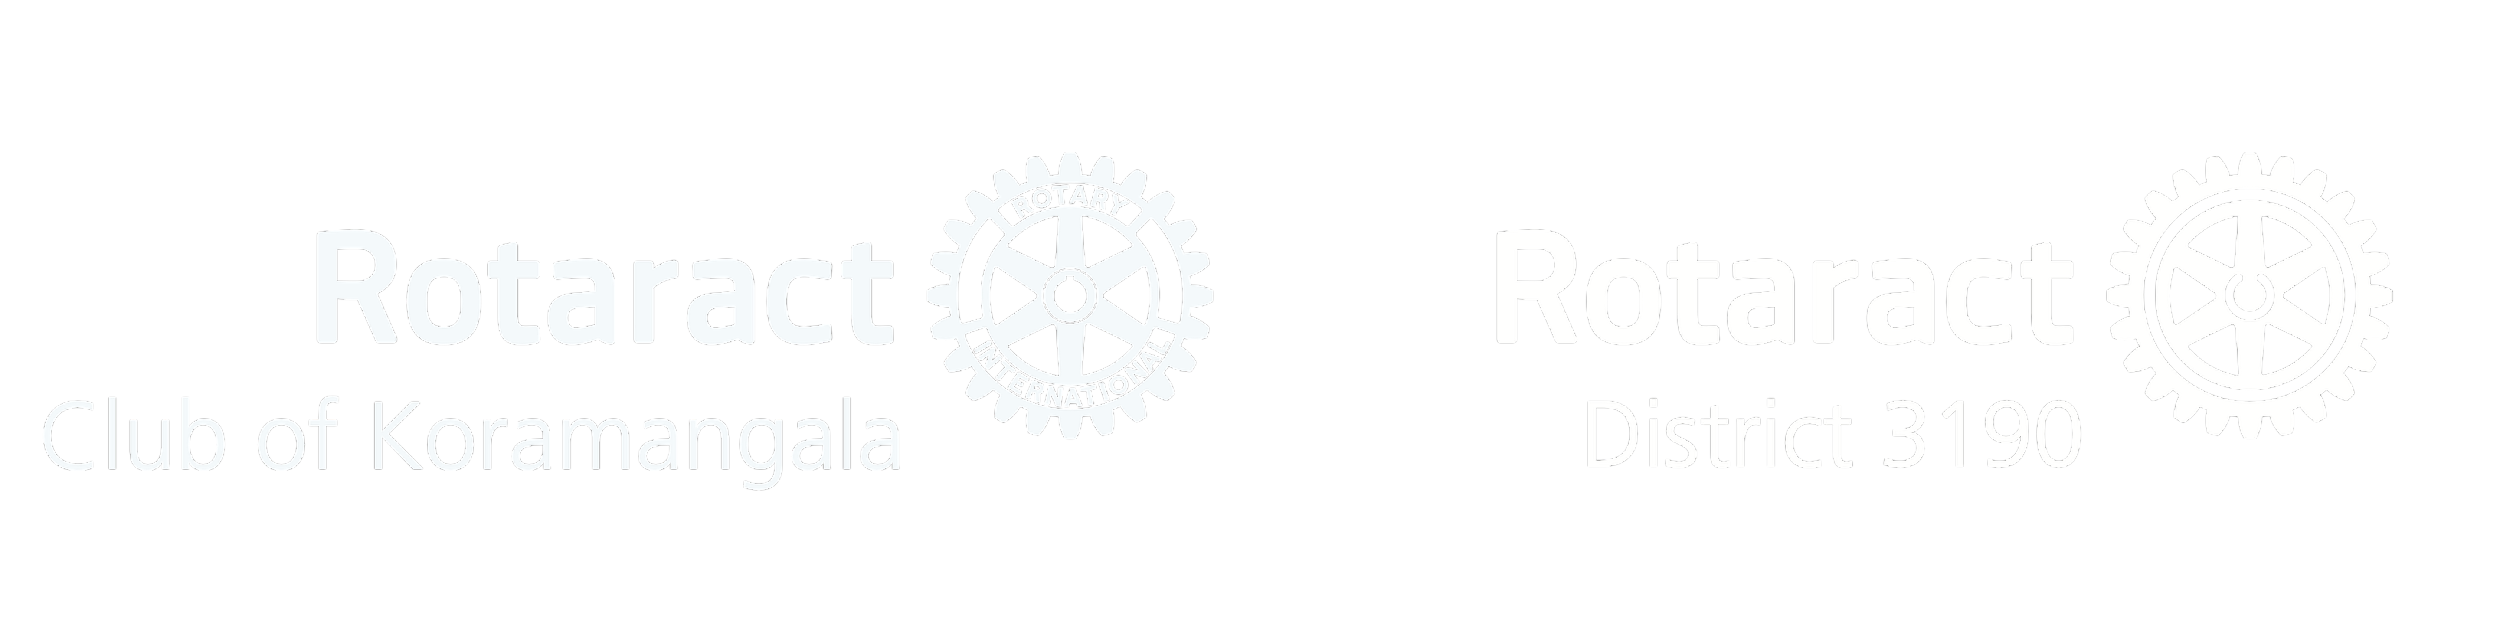 Rotaract
Club of Koramangala
ROTARY
INTERNATIONAL
Rotaract
District 3190